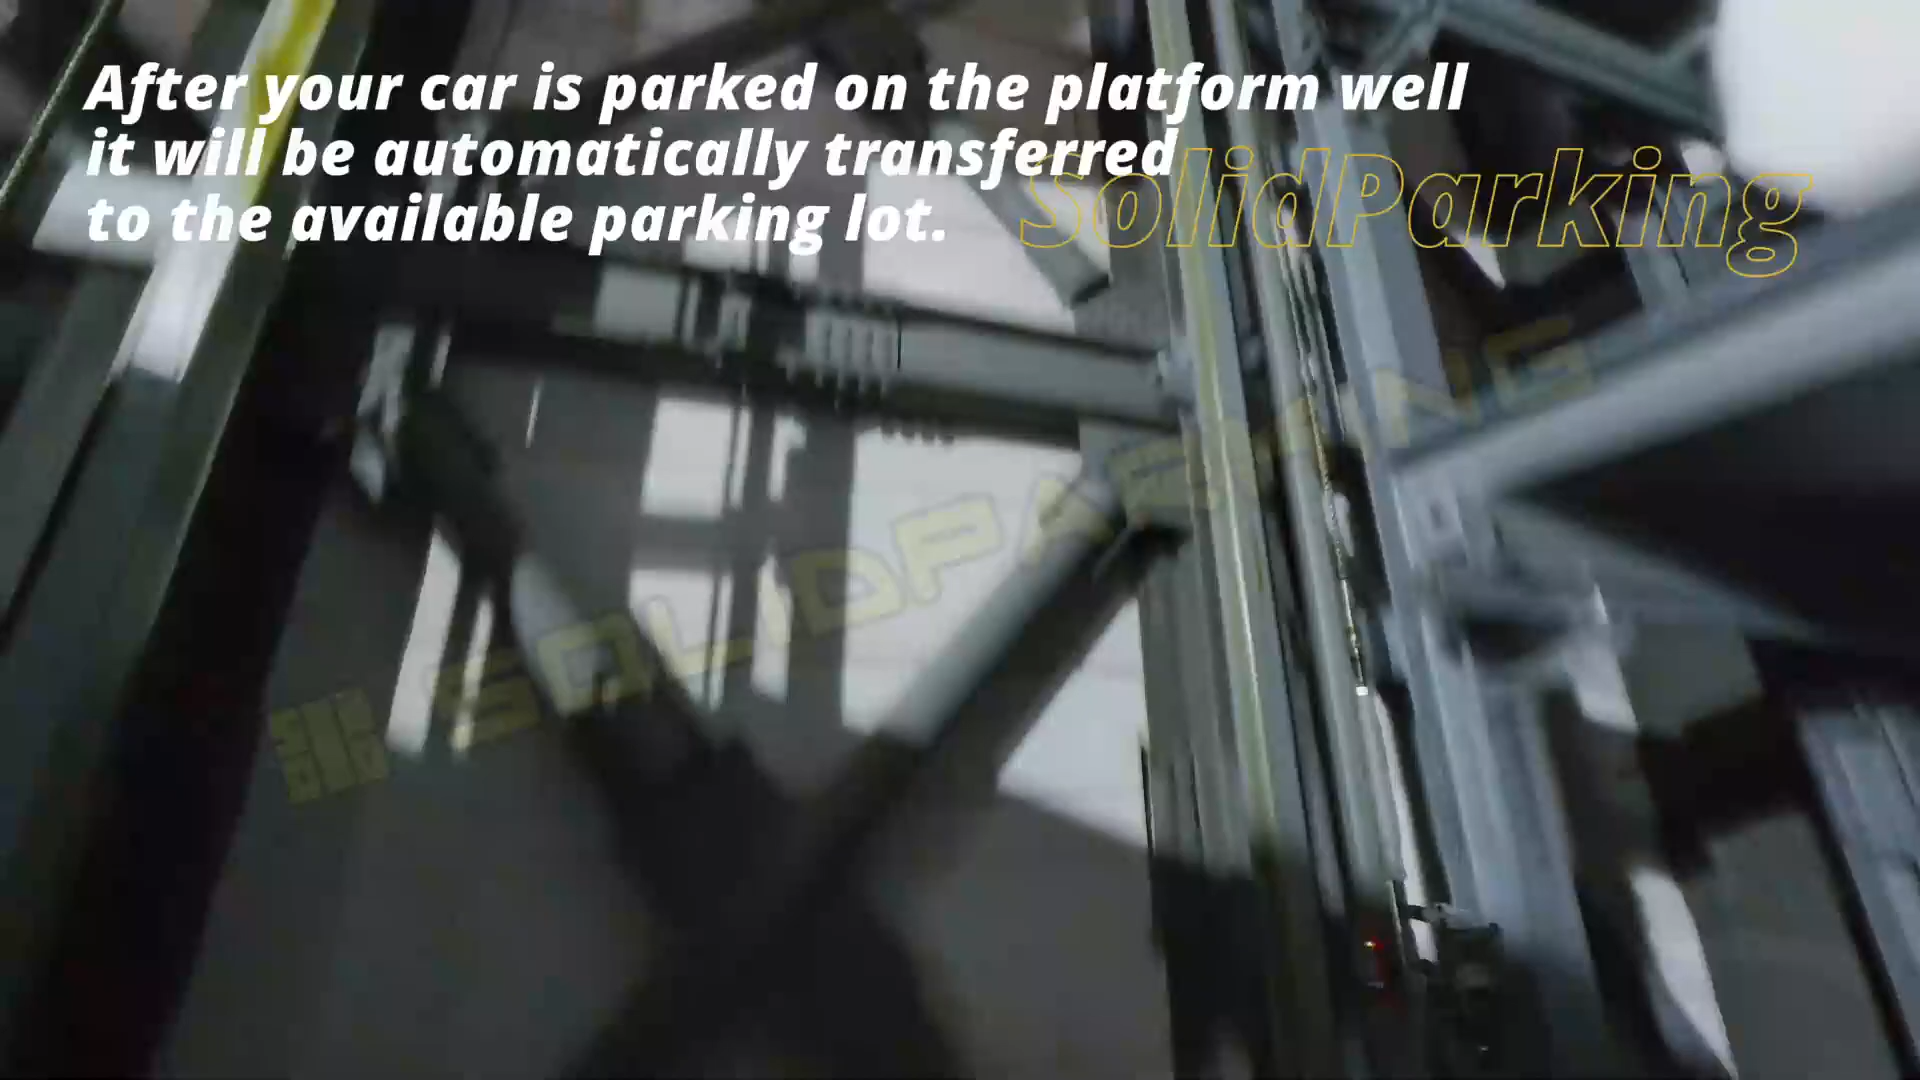 After your car is parked on the platform well
it will be automatically transferred
to the available parking lot.
SolidParking
SOLIDPARKING